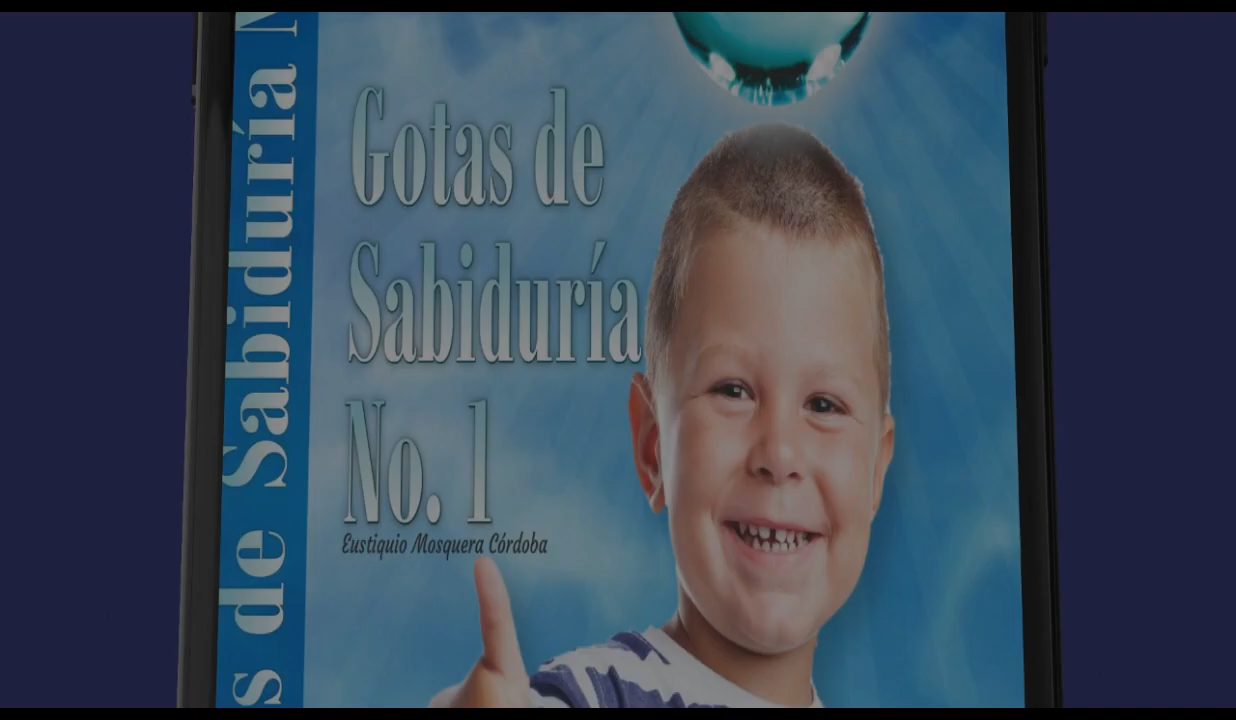 Gotas de
Sabiduría
No. 1
Eustiquio Mosquera Córdoba
s de Sabiduría N